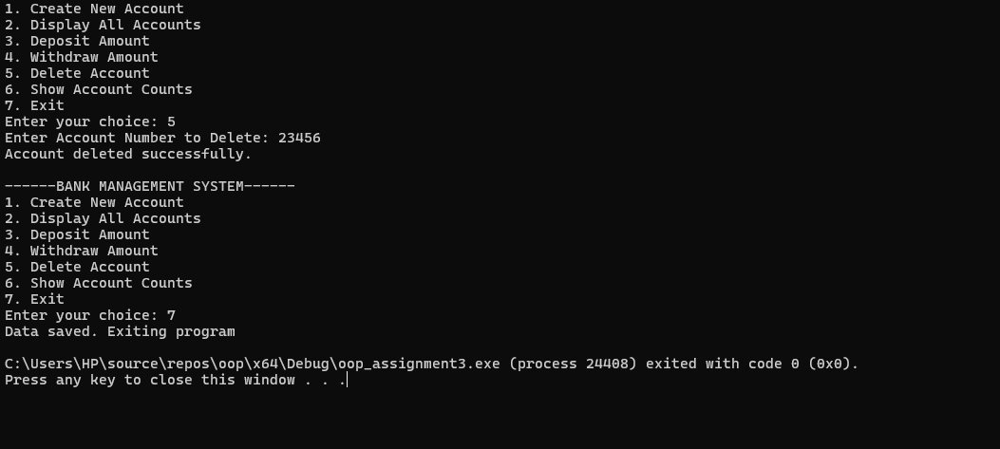 1. Create New Account
2. Display All Accounts
3. Deposit Amount
4. Withdraw Amount
5. Delete Account
6. Show Account Counts
7. Exit
Enter your choice: 5
Enter Account Number to Delete: 23456
Account deleted successfully.
------BANK MANAGEMENT SYSTEM------
1. Create New Account
2. Display All Accounts
3. Deposit Amount
4. Withdraw Amount
5. Delete Account
6. Show Account Counts
7. Exit
Enter your choice: 7
Data saved. Exiting program
C:\Users\HP\source\repos\oop\x64\Debug\oop_assignment3.exe (process 24408) exited with code 0 (0x0).
Press any key to close this window . . .